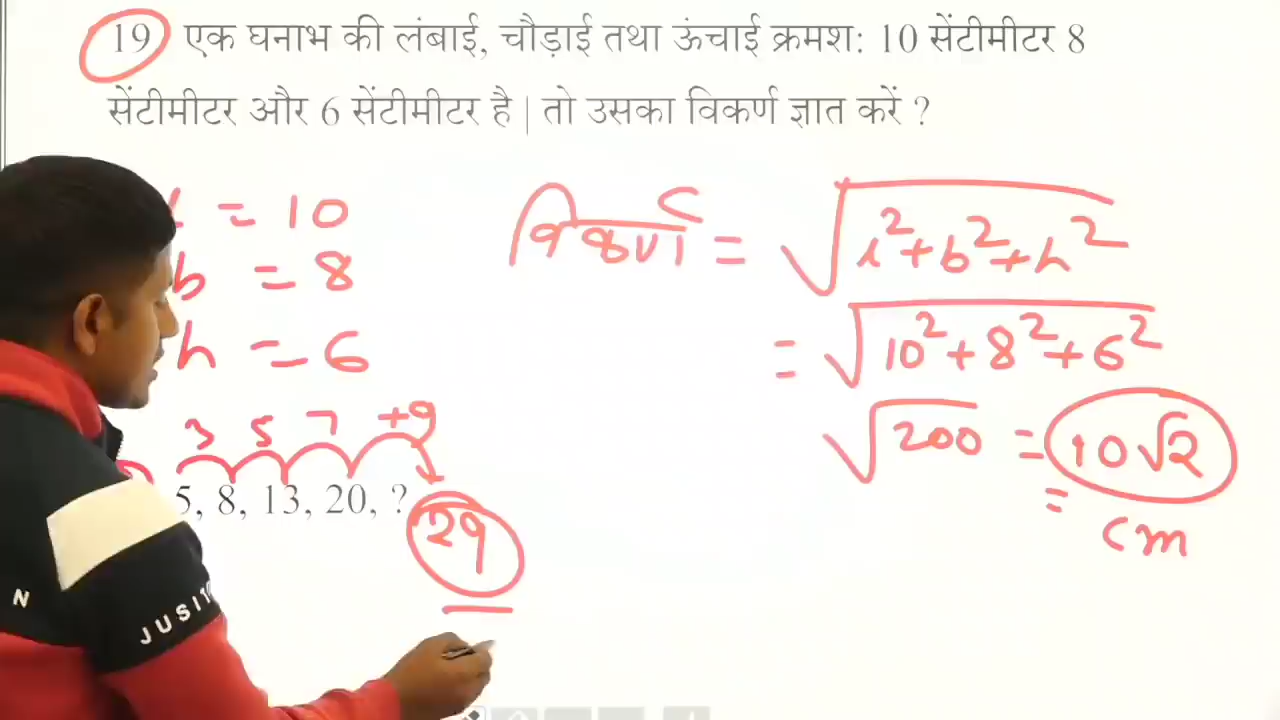 19 एक घनाभ की लंबाई, चौड़ाई तथा ऊंचाई क्रमश: 10 सेंटीमीटर 8
सेंटीमीटर और 6 सेंटीमीटर है | तो उसका विकर्ण ज्ञात करें ?
l = 10
b = 8
h = 6
विकर्ण = √l²+b²+h²
= √10²+8²+6²
√200 = 10√2
= cm
3 5 7 +9
5, 8, 13, 20, ?
29
N
JUSIT